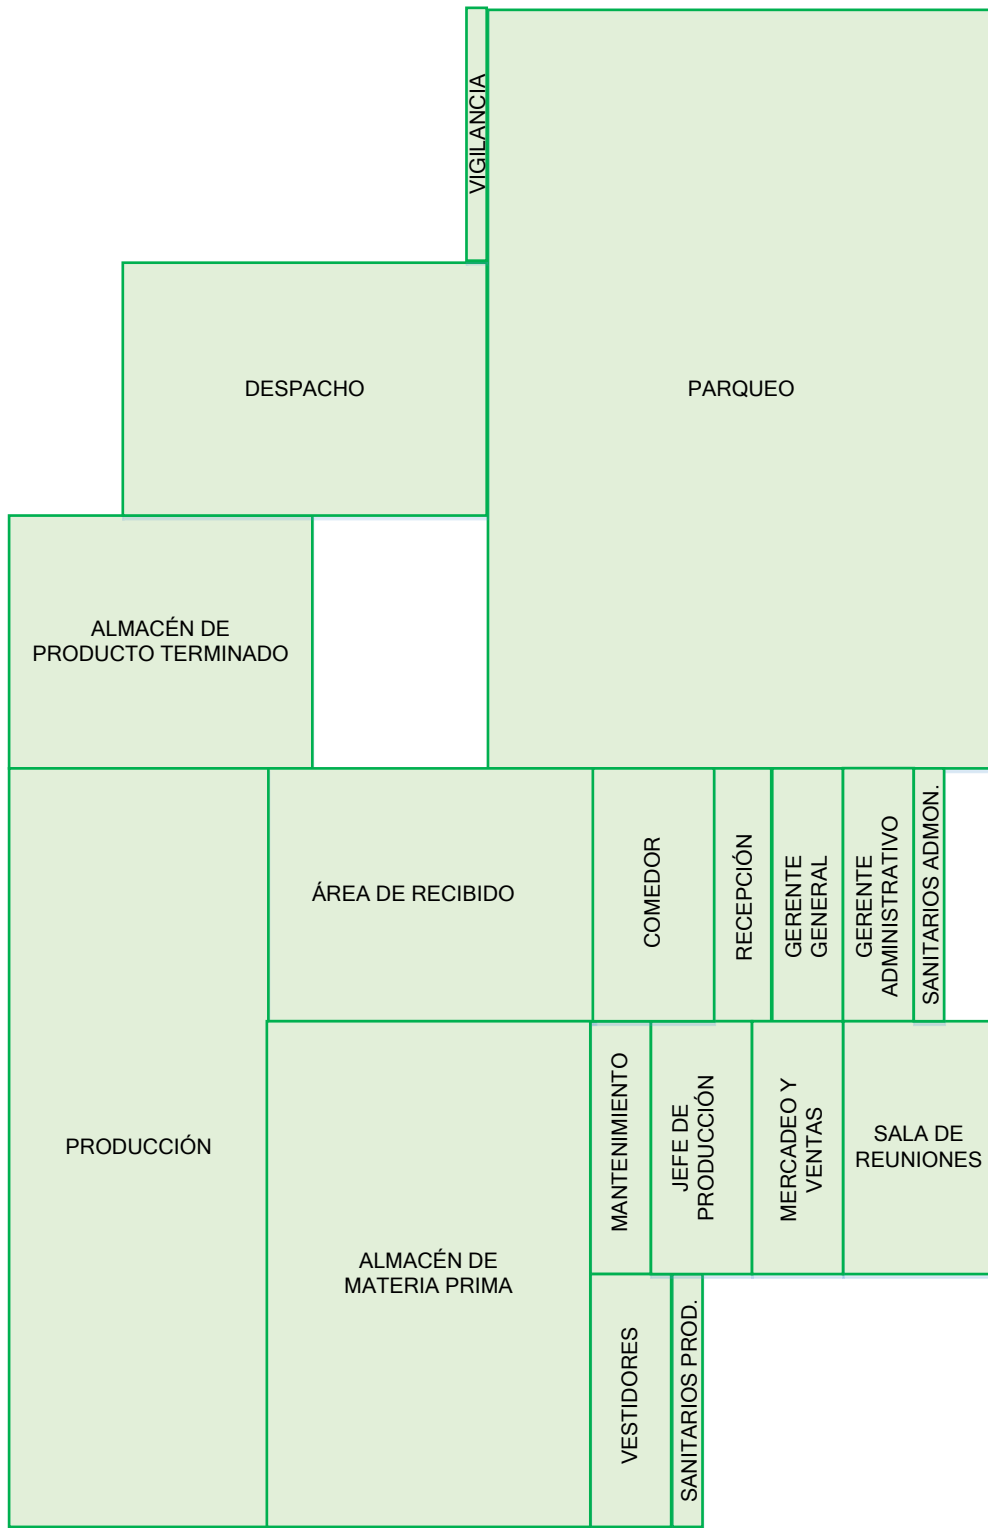 VIGILANCIA
DESPACHO
PARQUEO
ALMACÉN DE
PRODUCTO TERMINADO
ÁREA DE RECIBIDO
COMEDOR
RECEPCIÓN
GERENTE
GENERAL
GERENTE
ADMINISTRATIVO
SANITARIOS ADMON.
PRODUCCIÓN
ALMACÉN DE
MATERIA PRIMA
MANTENIMIENTO
JEFE DE
PRODUCCIÓN
MERCADEO Y
VENTAS
SALA DE
REUNIONES
VESTIDORES
SANITARIOS PROD.